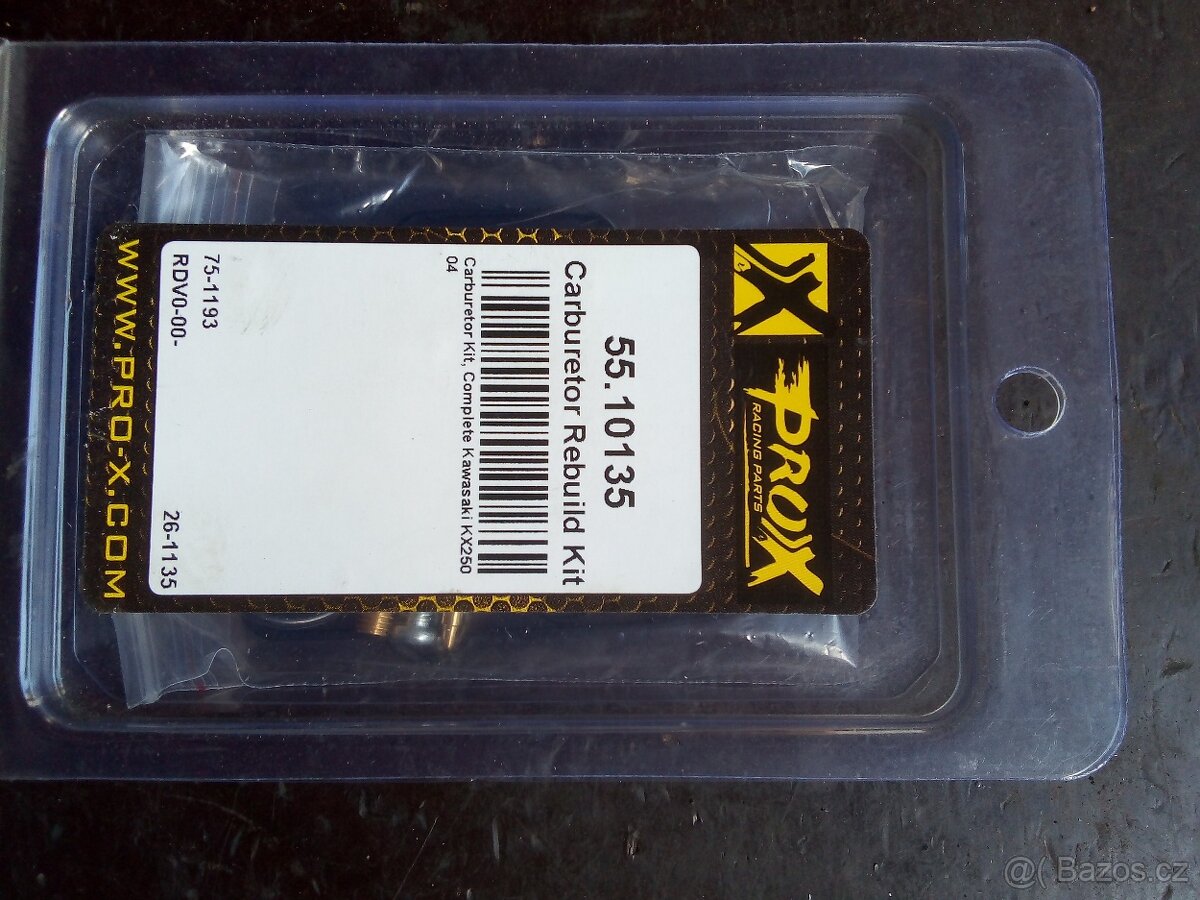 PROX
RACING PARTS
55.10135
Carburetor Rebuild Kit
Carburetor Kit, Complete Kawasaki KX250
04
75-1193
RDV0-00-
26-1135
WWW.PRO-X.COM
@( Bazos.cz